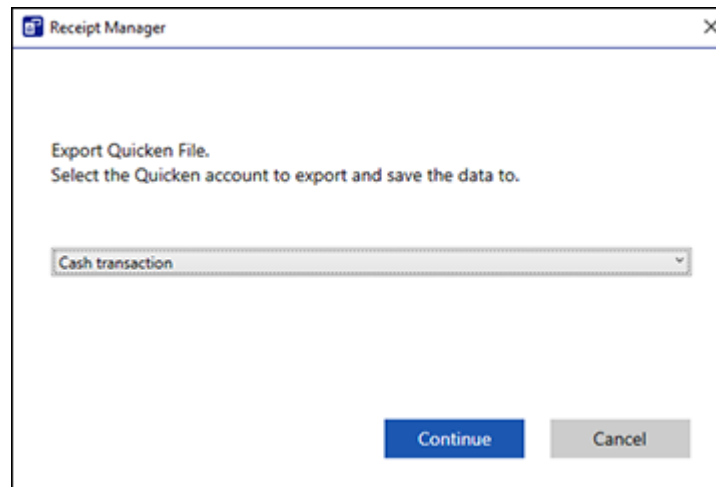 Receipt Manager
Export Quicken File.
Select the Quicken account to export and save the data to.
Cash transaction
Continue
Cancel